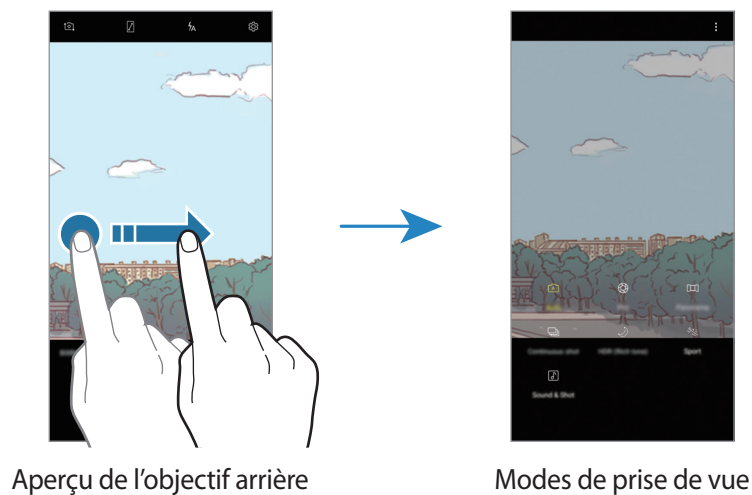 Continuous shot HDR (Rich tone) Sport
Sound & Shot
Aperçu de l'objectif arrière
Modes de prise de vue